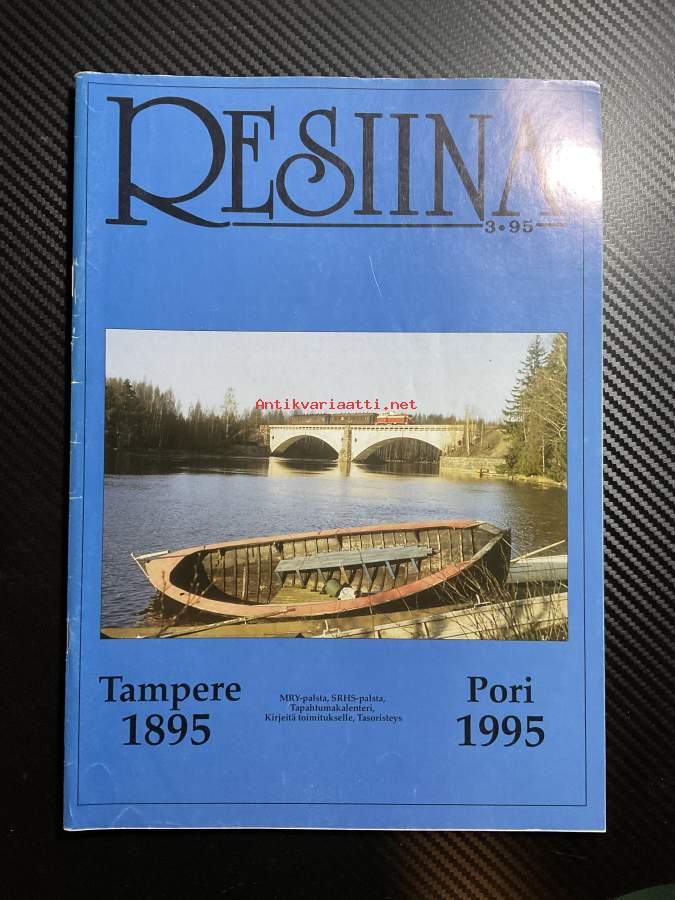 RESIINA
3•95
Antikvariaatti.net
Tampere
1895
MRY-palsta, SRHS-palsta,
Tapahtumakalenteri,
Kirjeitä toimitukselle, Tasoristeys
Pori
1995